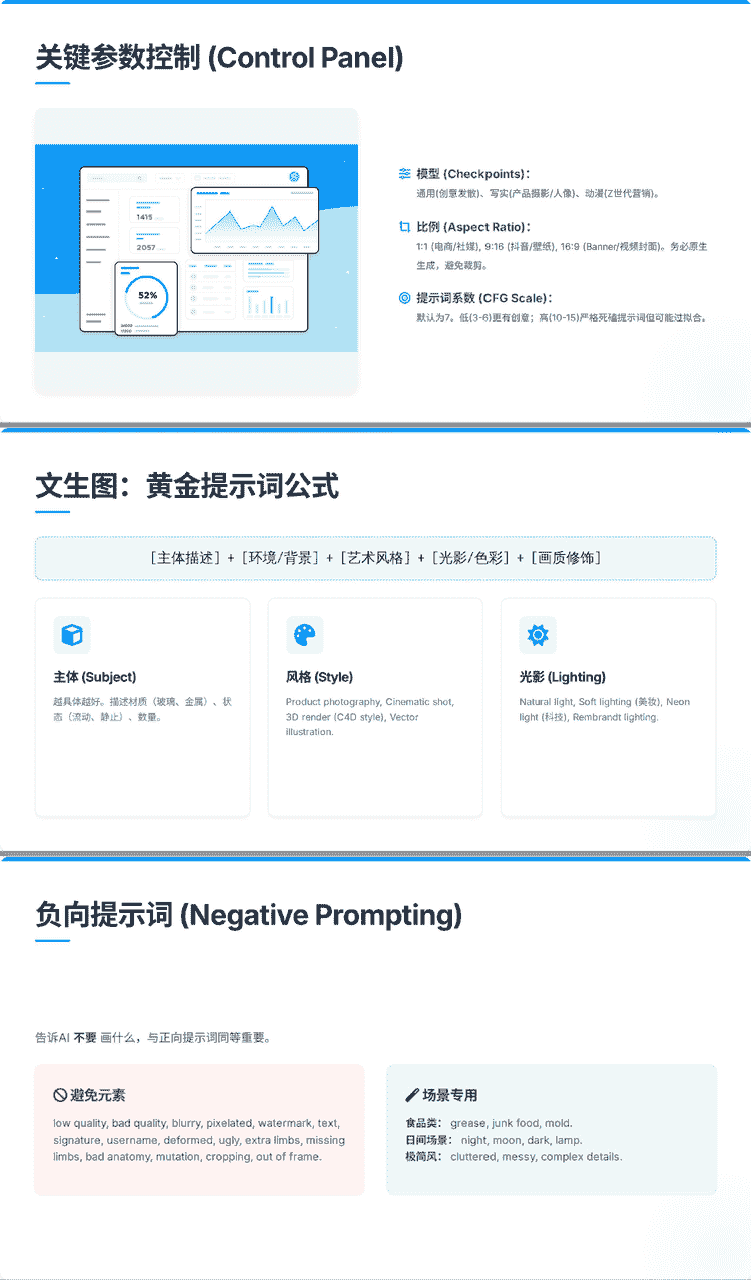 关键参数控制 (Control Panel)
1415
2057
52%
模型 (Checkpoints)：
通用(创意发散)、写实(产品摄影/人像)、动漫(Z世代营销)。
比例 (Aspect Ratio)：
1:1 (电商/社媒), 9:16 (抖音/壁纸), 16:9 (Banner/视频封面)。务必原生
生成，避免裁剪。
提示词系数 (CFG Scale)：
默认为7。低(3-6)更有创意；高(10-15)严格死磕提示词但可能过拟合。
文生图：黄金提示词公式
[主体描述] + [环境/背景] + [艺术风格] + [光影/色彩] + [画质修饰]
主体 (Subject)
越具体越好。描述材质（玻璃、金属）、状
态（流动、静止）、数量。
风格 (Style)
Product photography, Cinematic shot,
3D render (C4D style), Vector
illustration.
光影 (Lighting)
Natural light, Soft lighting (美妆), Neon
light (科技), Rembrandt lighting.
负向提示词 (Negative Prompting)
告诉AI 不要 画什么，与正向提示词同等重要。
避免元素
low quality, bad quality, blurry, pixelated, watermark, text,
signature, username, deformed, ugly, extra limbs, missing
limbs, bad anatomy, mutation, cropping, out of frame.
场景专用
食品类： grease, junk food, mold.
日间场景： night, moon, dark, lamp.
极简风： cluttered, messy, complex details.